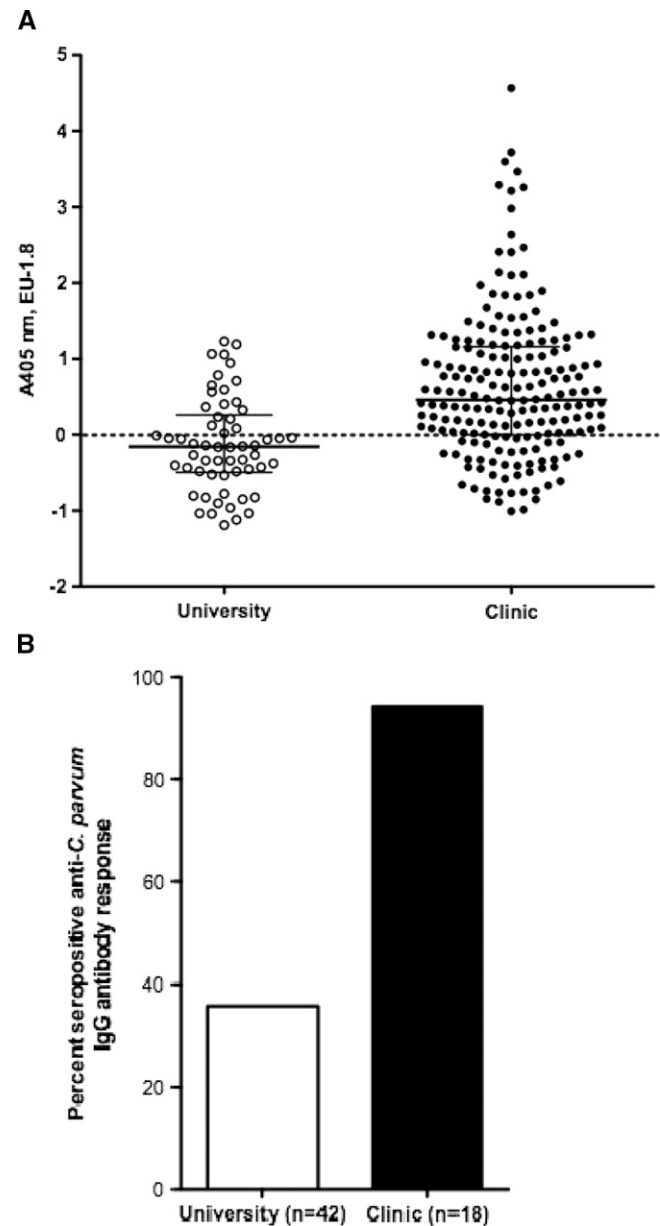 A
5
4
3
2
1
0
-1
-2
A405 nm, EU-1.8
University Clinic
B
100
80
60
40
20
0
Percent seropositive anti-C. parvum
IgG antibody response
University (n=42) Clinic (n=18)